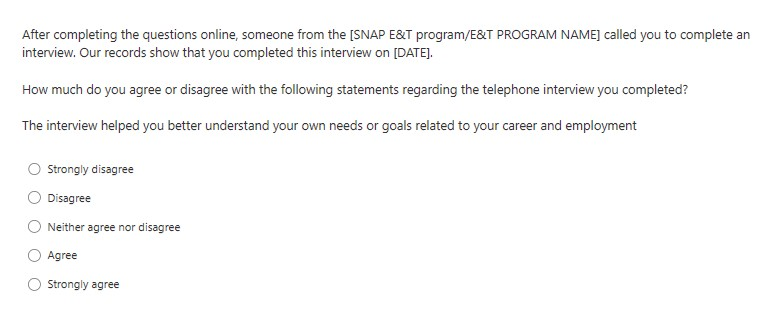 After completing the questions online, someone from the [SNAP E&T program/E&T PROGRAM NAME] called you to complete an
interview. Our records show that you completed this interview on [DATE].
How much do you agree or disagree with the following statements regarding the telephone interview you completed?
The interview helped you better understand your own needs or goals related to your career and employment
Strongly disagree
Disagree
Neither agree nor disagree
Agree
Strongly agree